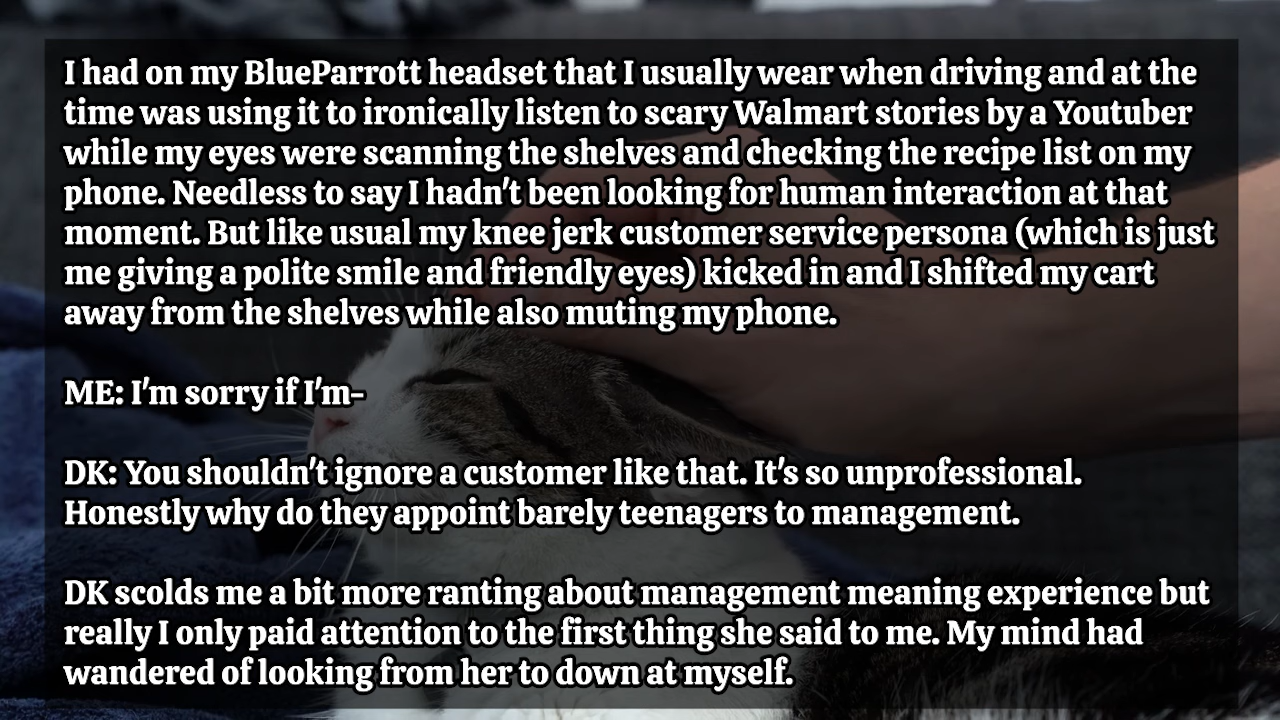 I had on my BlueParrott headset that I usually wear when driving and at the
time was using it to ironically listen to scary Walmart stories by a Youtuber
while my eyes were scanning the shelves and checking the recipe list on my
phone. Needless to say I hadn't been looking for human interaction at that
moment. But like usual my knee jerk customer service persona (which is just
me giving a polite smile and friendly eyes) kicked in and I shifted my cart
away from the shelves while also muting my phone.
ME: I'm sorry if I'm-
DK: You shouldn't ignore a customer like that. It's so unprofessional.
Honestly why do they appoint barely teenagers to management.
DK scolds me a bit more ranting about management meaning experience but
really I only paid attention to the first thing she said to me. My mind had
wandered of looking from her to down at myself.